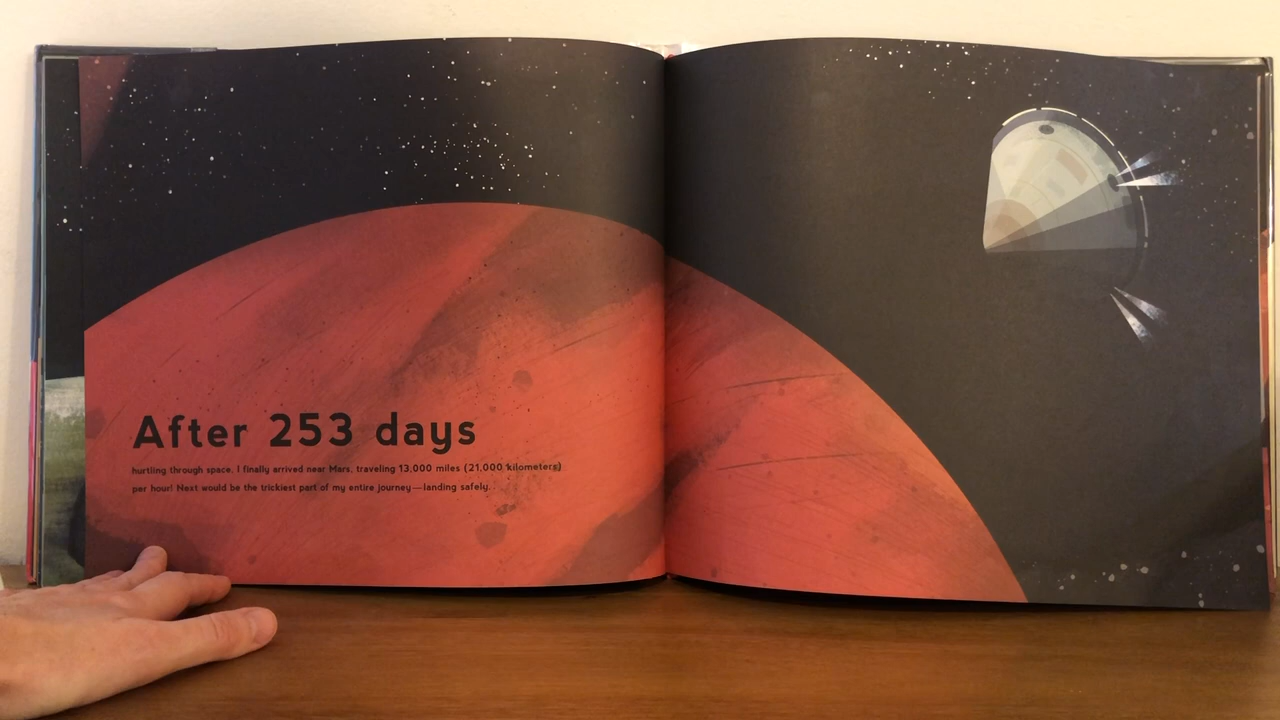 After 253 days
hurtling through space, I finally arrived near Mars, traveling 13,000 miles (21,000 kilometers)
per hour! Next would be the trickiest part of my entire journey—landing safely.